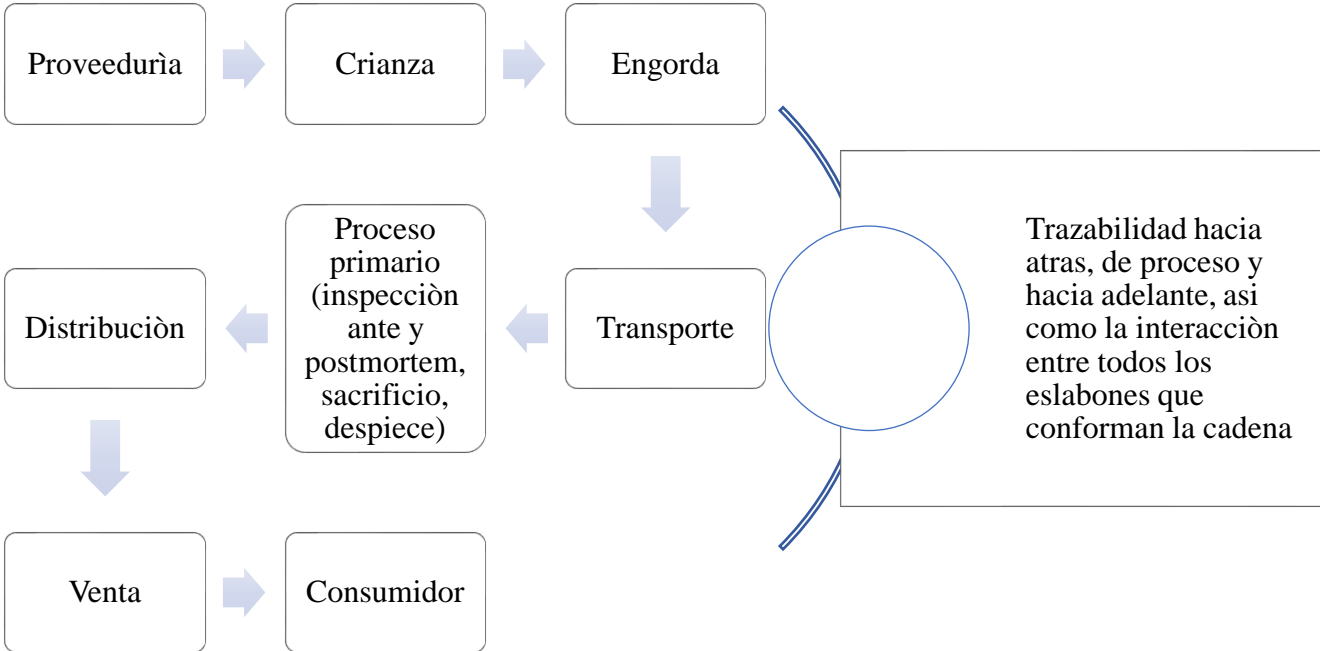 Proveedurìa
Crianza
Engorda
Transporte
Proceso
primario
(inspecciòn
ante y
postmortem,
sacrificio,
despiece)
Distribuciòn
Venta
Consumidor
Trazabilidad hacia
atras, de proceso y
hacia adelante, asi
como la interacciòn
entre todos los
eslabones que
conforman la cadena